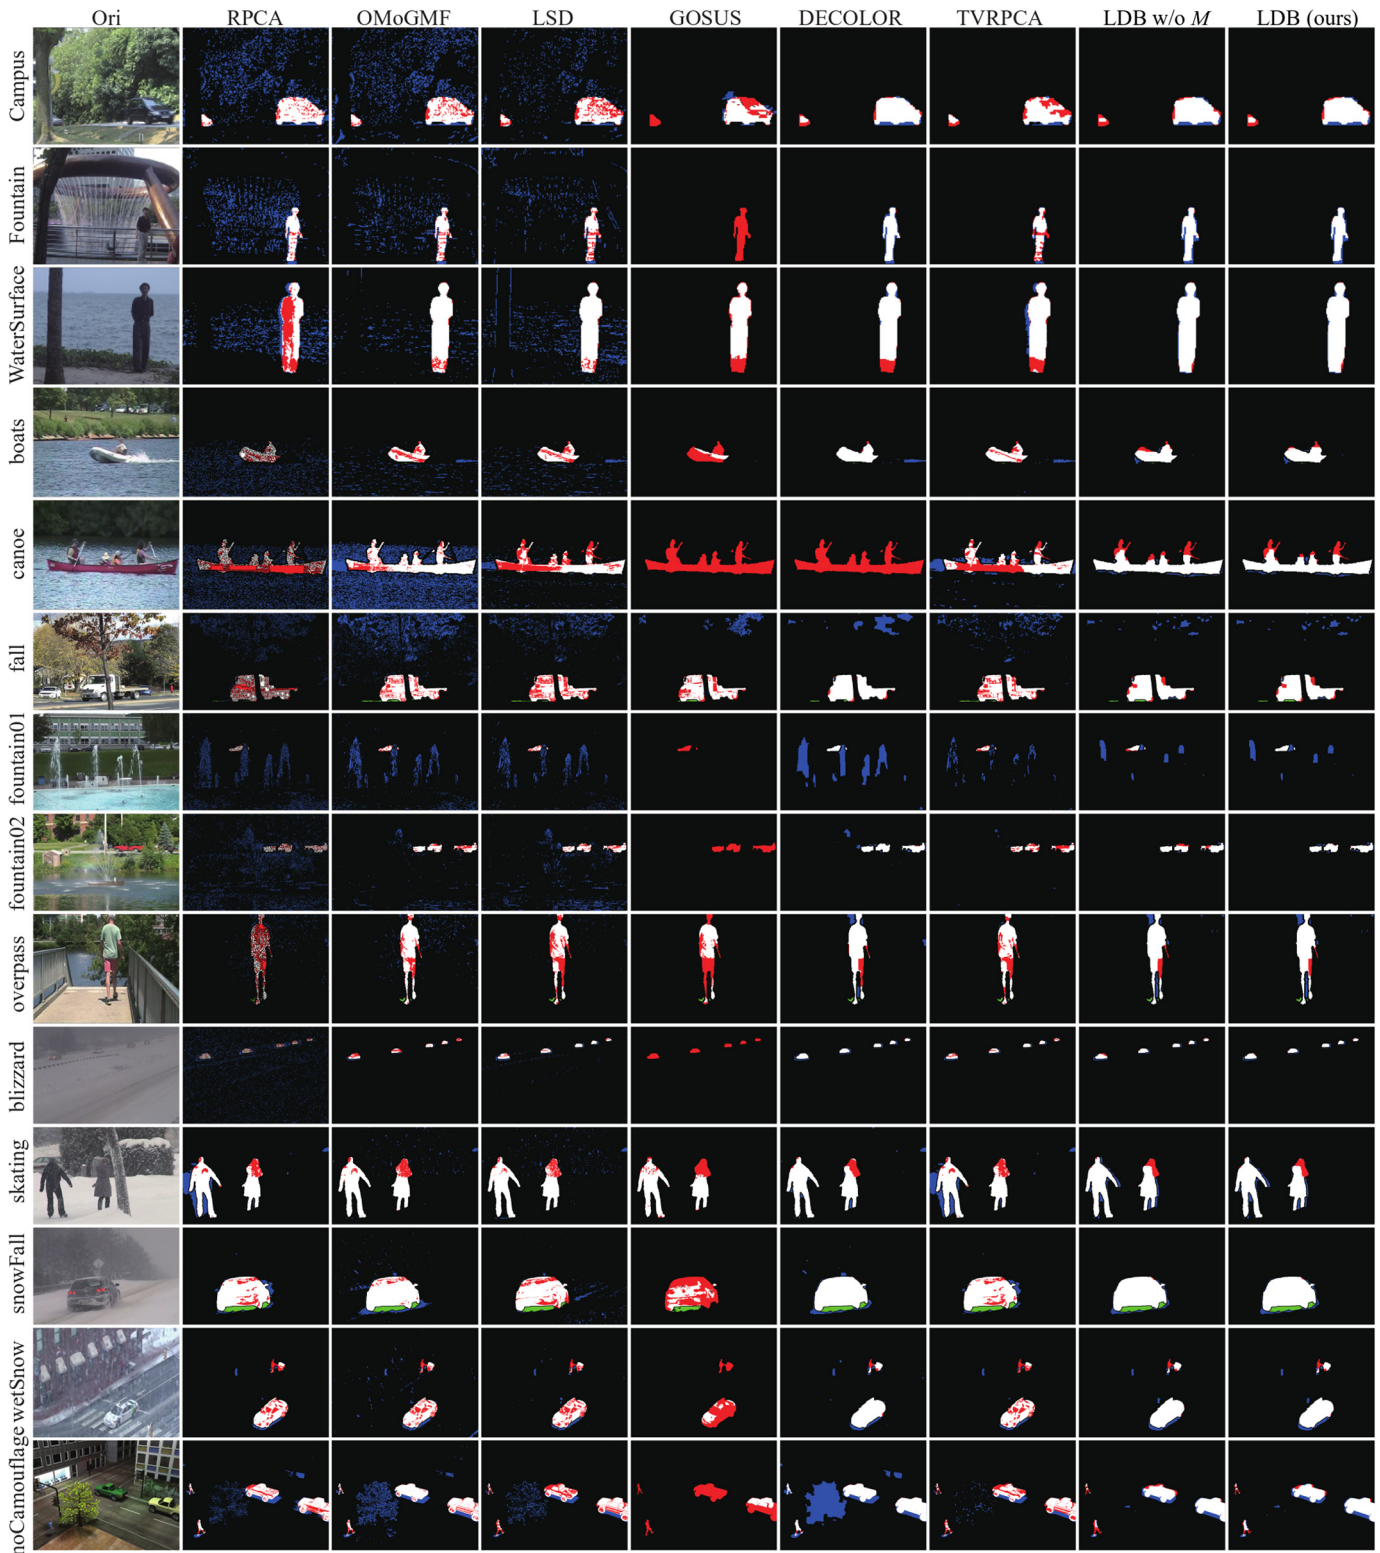 Ori RPCA OMoGMF LSD GOSUS DECOLOR TVRPCA LDB w/o M LDB (ours)
Campus
Fountain
WaterSurface
boats
canoe
fall
fountain01
fountain02
overpass
blizzard
skating
snowFall
wetSnow
noCamouflage